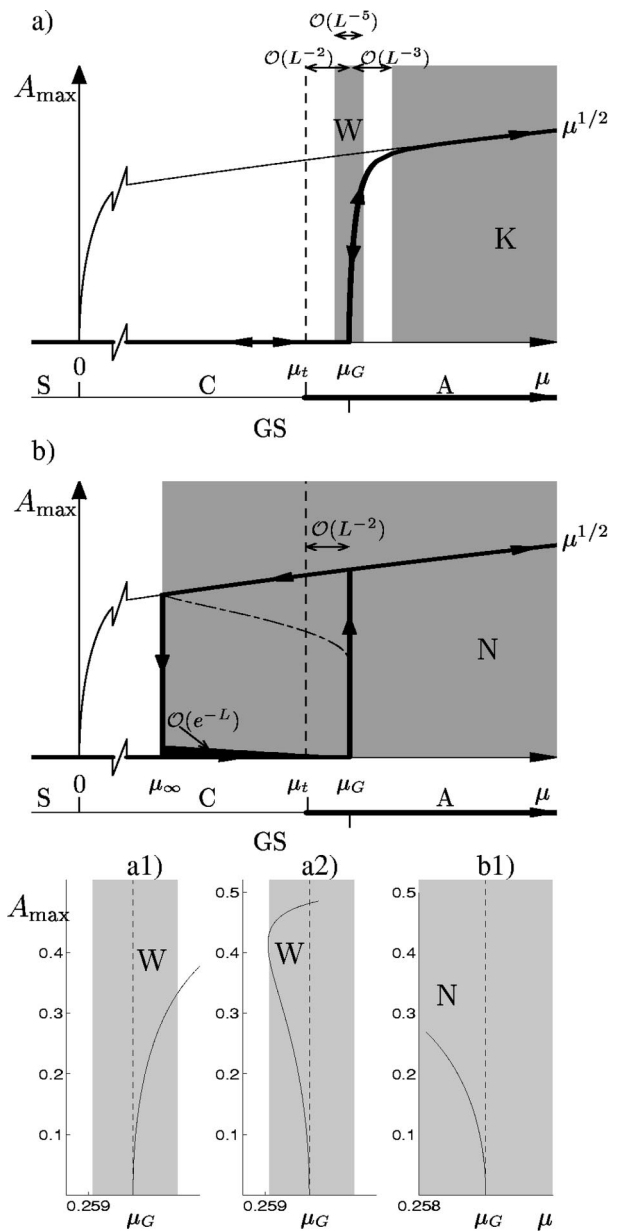 a)
𝒪(L⁻⁵)
𝒪(L⁻²) 𝒪(L⁻³)
A_max
W
μ^{1/2}
K
0 μ_t μ_G
S C A μ
GS
b)
A_max
𝒪(L⁻²)
μ^{1/2}
N
𝒪(e^{-L})
0 μ_∞ μ_t μ_G
S C A μ
GS
a1) a2) b1)
A_max
0.5 0.5
0.4 0.4 0.4
W W N
0.3 0.3 0.3
0.2 0.2 0.2
0.1 0.1 0.1
0.259 0.259 0.258
μ_G μ_G μ_G μ